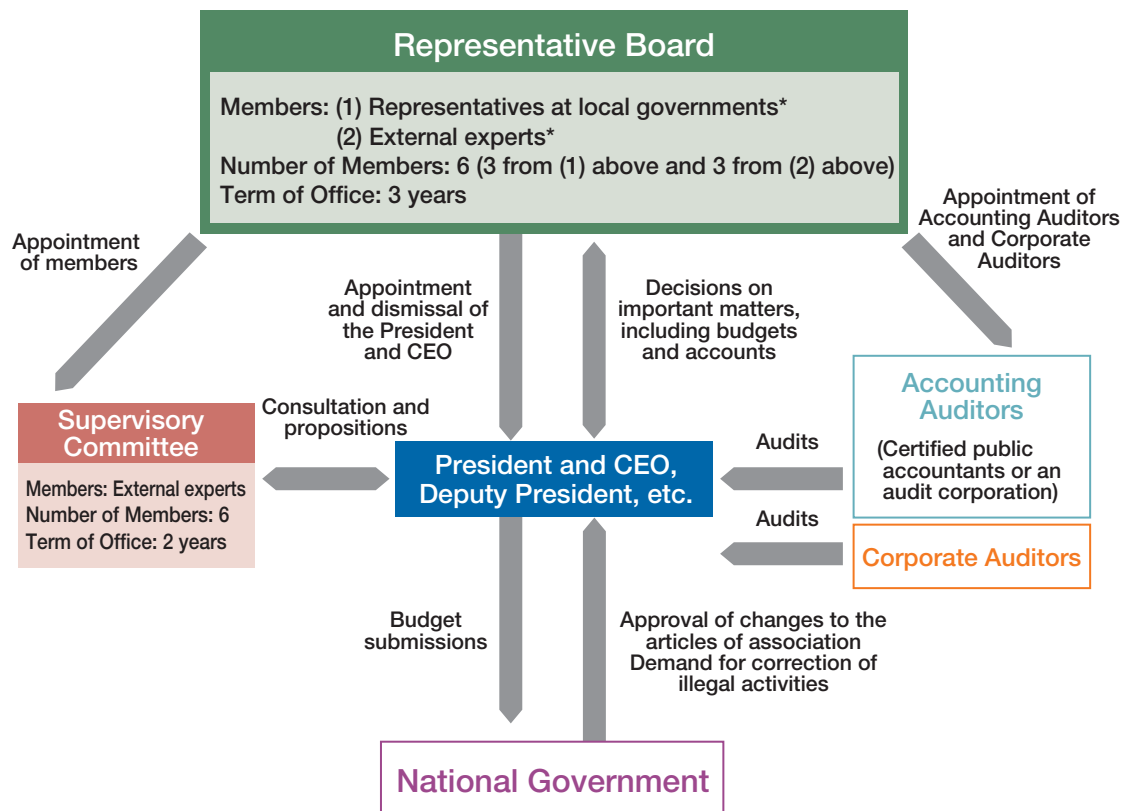 Representative Board
Members: (1) Representatives at local governments*
(2) External experts*
Number of Members: 6 (3 from (1) above and 3 from (2) above)
Term of Office: 3 years
Appointment
of members
Appointment
and dismissal of
the President
and CEO
Decisions on
important matters,
including budgets
and accounts
Appointment of
Accounting Auditors
and Corporate
Auditors
Supervisory
Committee
Members: External experts
Number of Members: 6
Term of Office: 2 years
Consultation and
propositions
President and CEO,
Deputy President, etc.
Audits
Audits
Accounting
Auditors
(Certified public
accountants or an
audit corporation)
Corporate Auditors
Budget
submissions
Approval of changes to the
articles of association
Demand for correction of
illegal activities
National Government